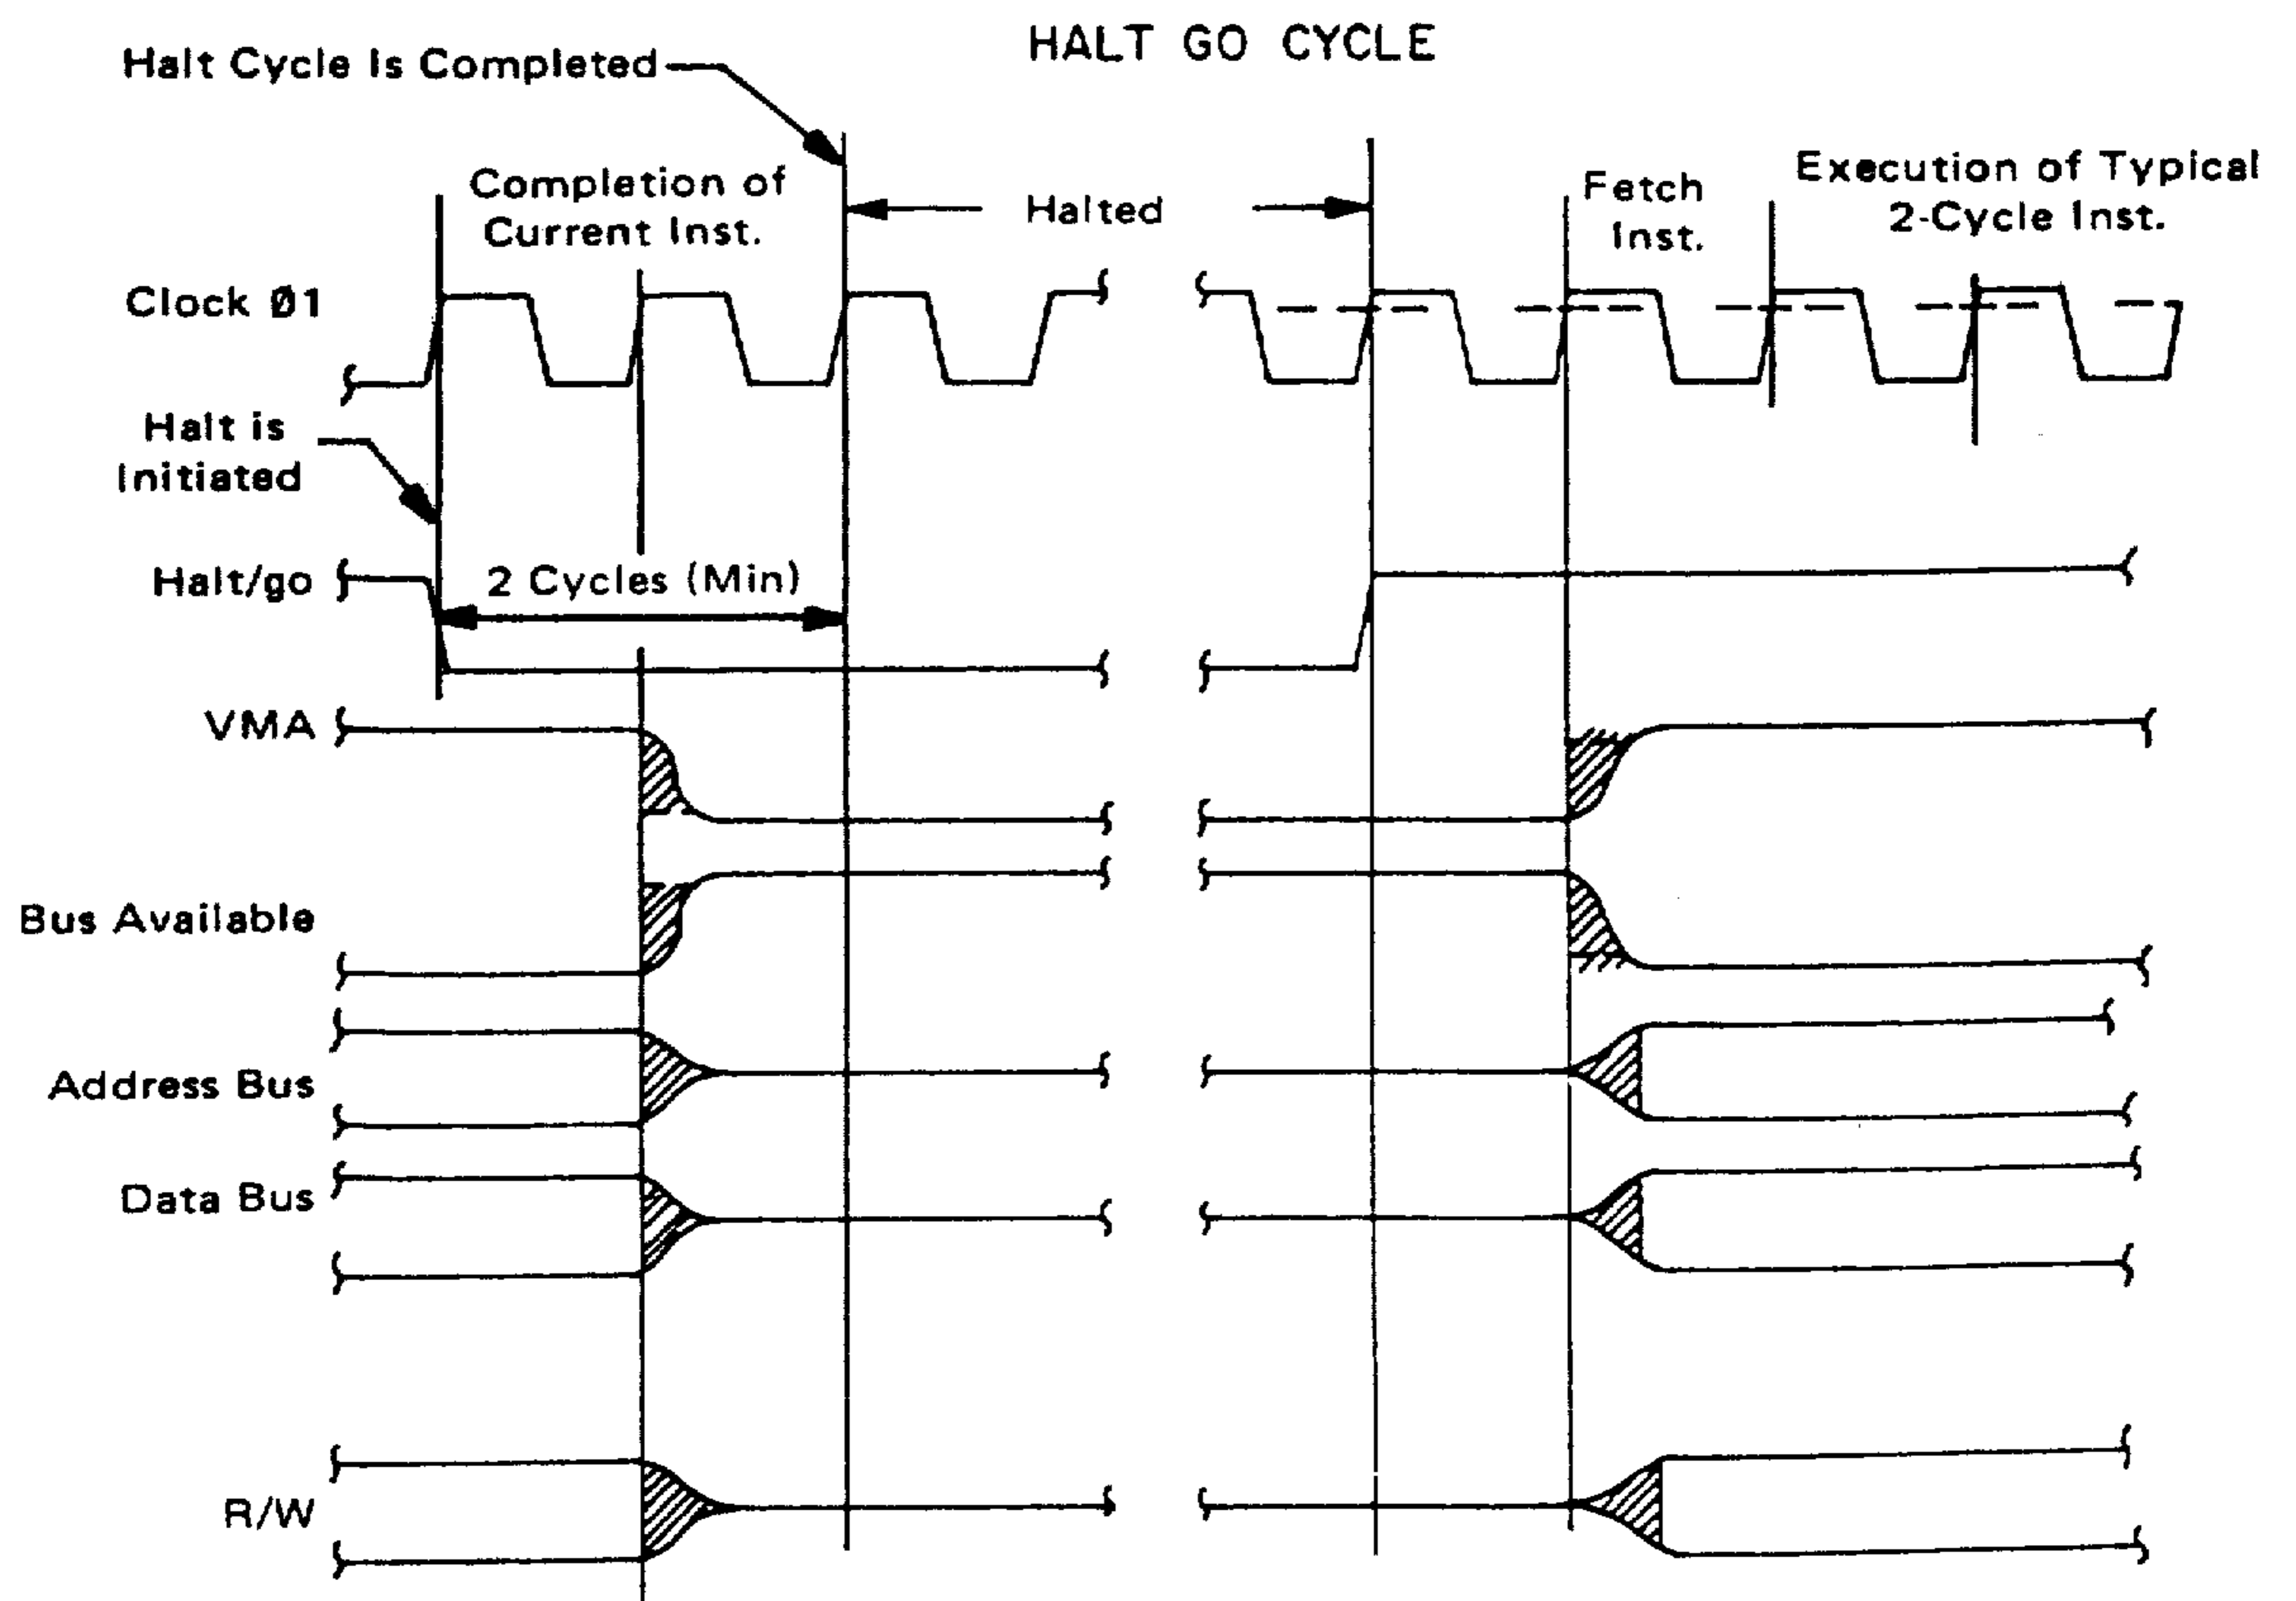 HALT GO CYCLE
Halt Cycle Is Completed
Completion of
Current Inst.
Halted
Fetch
Inst.
Execution of Typical
2-Cycle Inst.
Clock Ø1
Halt is
Initiated
Halt/go
2 Cycles (Min)
VMA
Bus Available
Address Bus
Data Bus
R/W